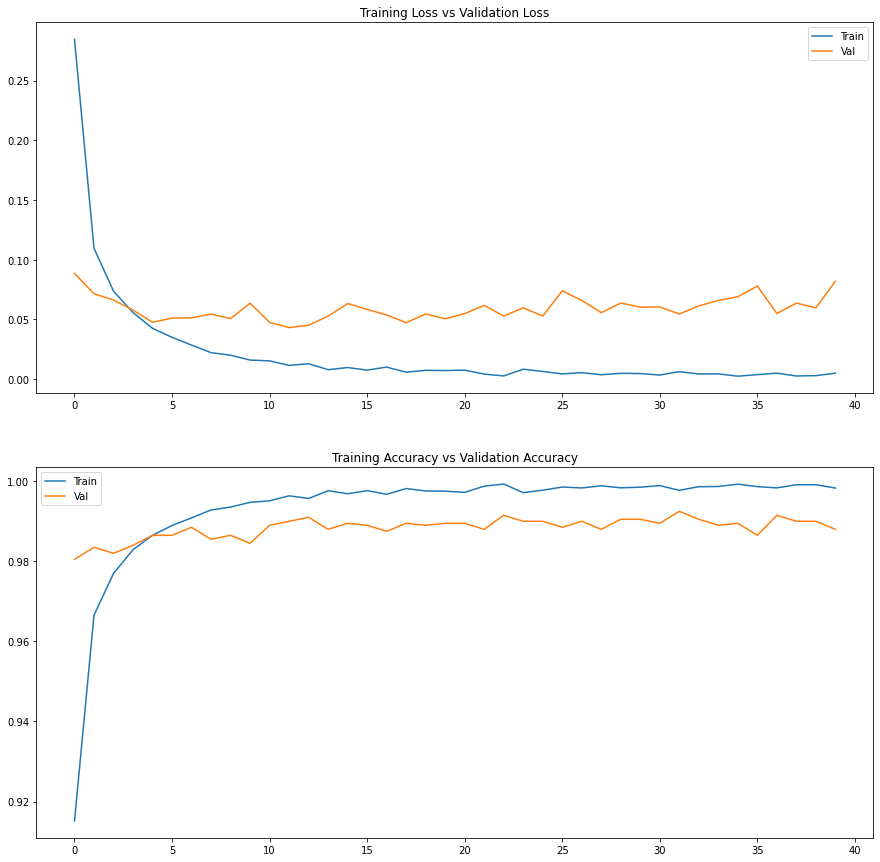 Training Loss vs Validation Loss
Train
Val
0.25
0.20
0.15
0.10
0.05
0.00
0 5 10 15 20 25 30 35 40
Training Accuracy vs Validation Accuracy
Train
Val
1.00
0.98
0.96
0.94
0.92
0 5 10 15 20 25 30 35 40